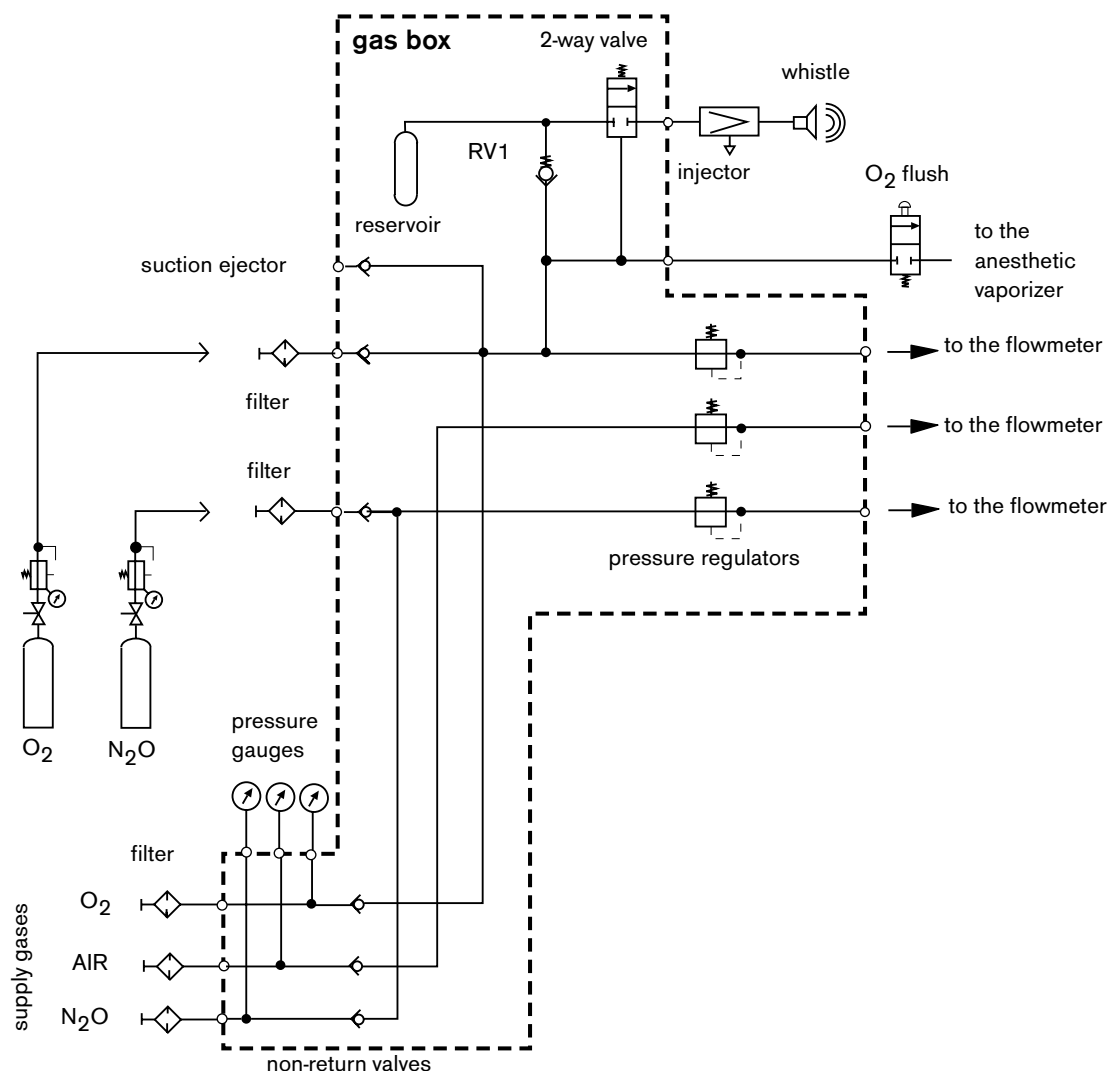 gas box
2-way valve
whistle
RV1
injector
O₂ flush
reservoir
to the
anesthetic
vaporizer
suction ejector
to the flowmeter
filter
to the flowmeter
filter
to the flowmeter
pressure regulators
O₂
N₂O
pressure
gauges
filter
O₂
AIR
N₂O
supply gases
non-return valves